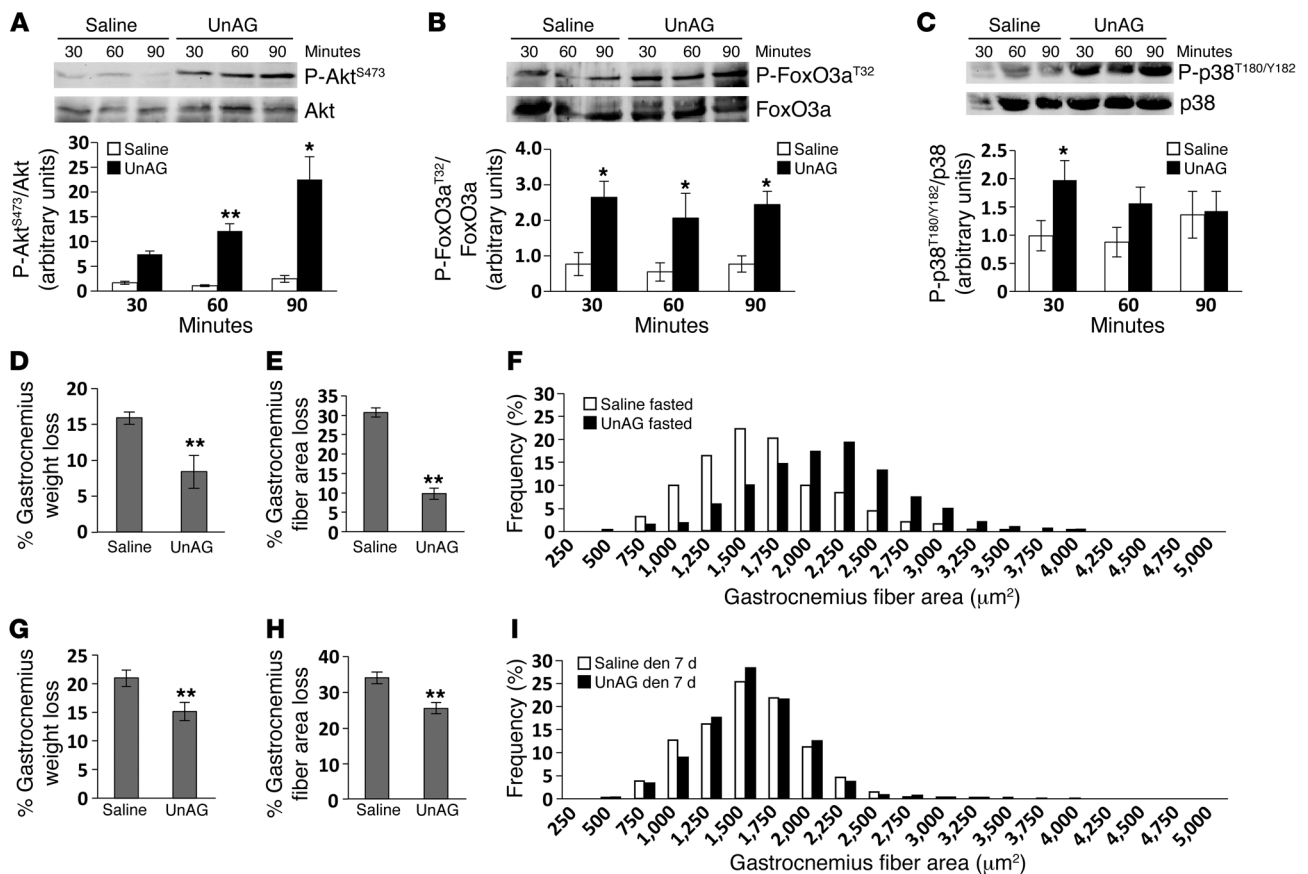 A
Saline UnAG
30 60 90 30 60 90 Minutes
P-Akt^S473
Akt
P-Akt^S473/Akt
(arbitrary units)
30
25
20
15
10
5
0
Saline
UnAG
**
*
30 60 90
Minutes
B
Saline UnAG
30 60 90 30 60 90 Minutes
P-FoxO3a^T32
FoxO3a
P-FoxO3a^T32/
FoxO3a
(arbitrary units)
4.0
3.0
2.0
1.0
0.0
Saline
UnAG
*
*
*
30 60 90
Minutes
C
Saline UnAG
30 60 90 30 60 90 Minutes
P-p38^T180/Y182
p38
P-p38^T180/Y182/p38
(arbitrary units)
2.5
2.0
1.5
1.0
0.5
0.0
Saline
UnAG
*
30 60 90
Minutes
D
% Gastrocnemius
weight loss
20
15
10
5
0
**
Saline UnAG
E
% Gastrocnemius
fiber area loss
35
30
25
20
15
10
5
0
**
Saline UnAG
F
Frequency (%)
30
25
20
15
10
5
0
Saline fasted
UnAG fasted
250 500 750 1,000 1,250 1,500 1,750 2,000 2,250 2,500 2,750 3,000 3,250 3,500 3,750 4,000 4,500 4,750 5,000
Gastrocnemius fiber area (μm²)
G
% Gastrocnemius
weight loss
25
20
15
10
5
0
**
Saline UnAG
H
% Gastrocnemius
fiber area loss
40
30
20
10
0
**
Saline UnAG
I
Frequency (%)
30
25
20
15
10
5
0
Saline den 7 d
UnAG den 7 d
250 500 750 1,000 1,250 1,500 1,750 2,000 2,250 2,500 2,750 3,000 3,250 3,500 3,750 4,000 4,500 4,750 5,000
Gastrocnemius fiber area (μm²)